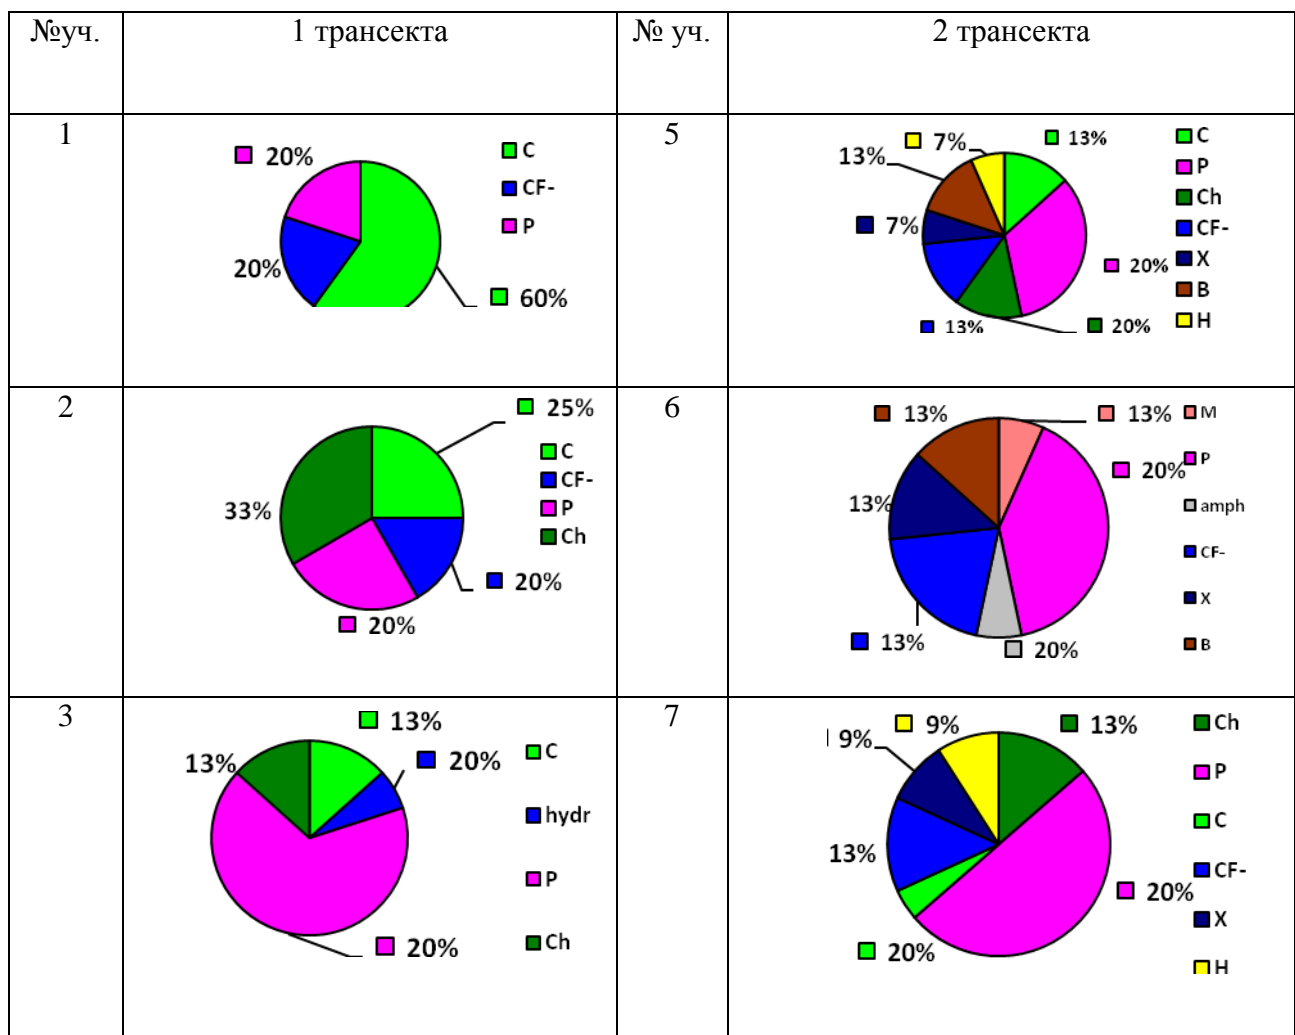 №уч. 1 трансекта № уч. 2 трансекта
1
20%
20%
60%
C
CF-
P
5
13%
7%
13%
7%
20%
13%
20%
C
P
Ch
CF-
X
B
H
2
25%
33%
20%
20%
C
CF-
P
Ch
6
13%
13%
20%
13%
13%
20%
M
P
amph
CF-
X
B
3
13%
13%
20%
20%
C
hydr
P
Ch
7
9%
9%
13%
13%
20%
20%
Ch
P
C
CF-
X
H